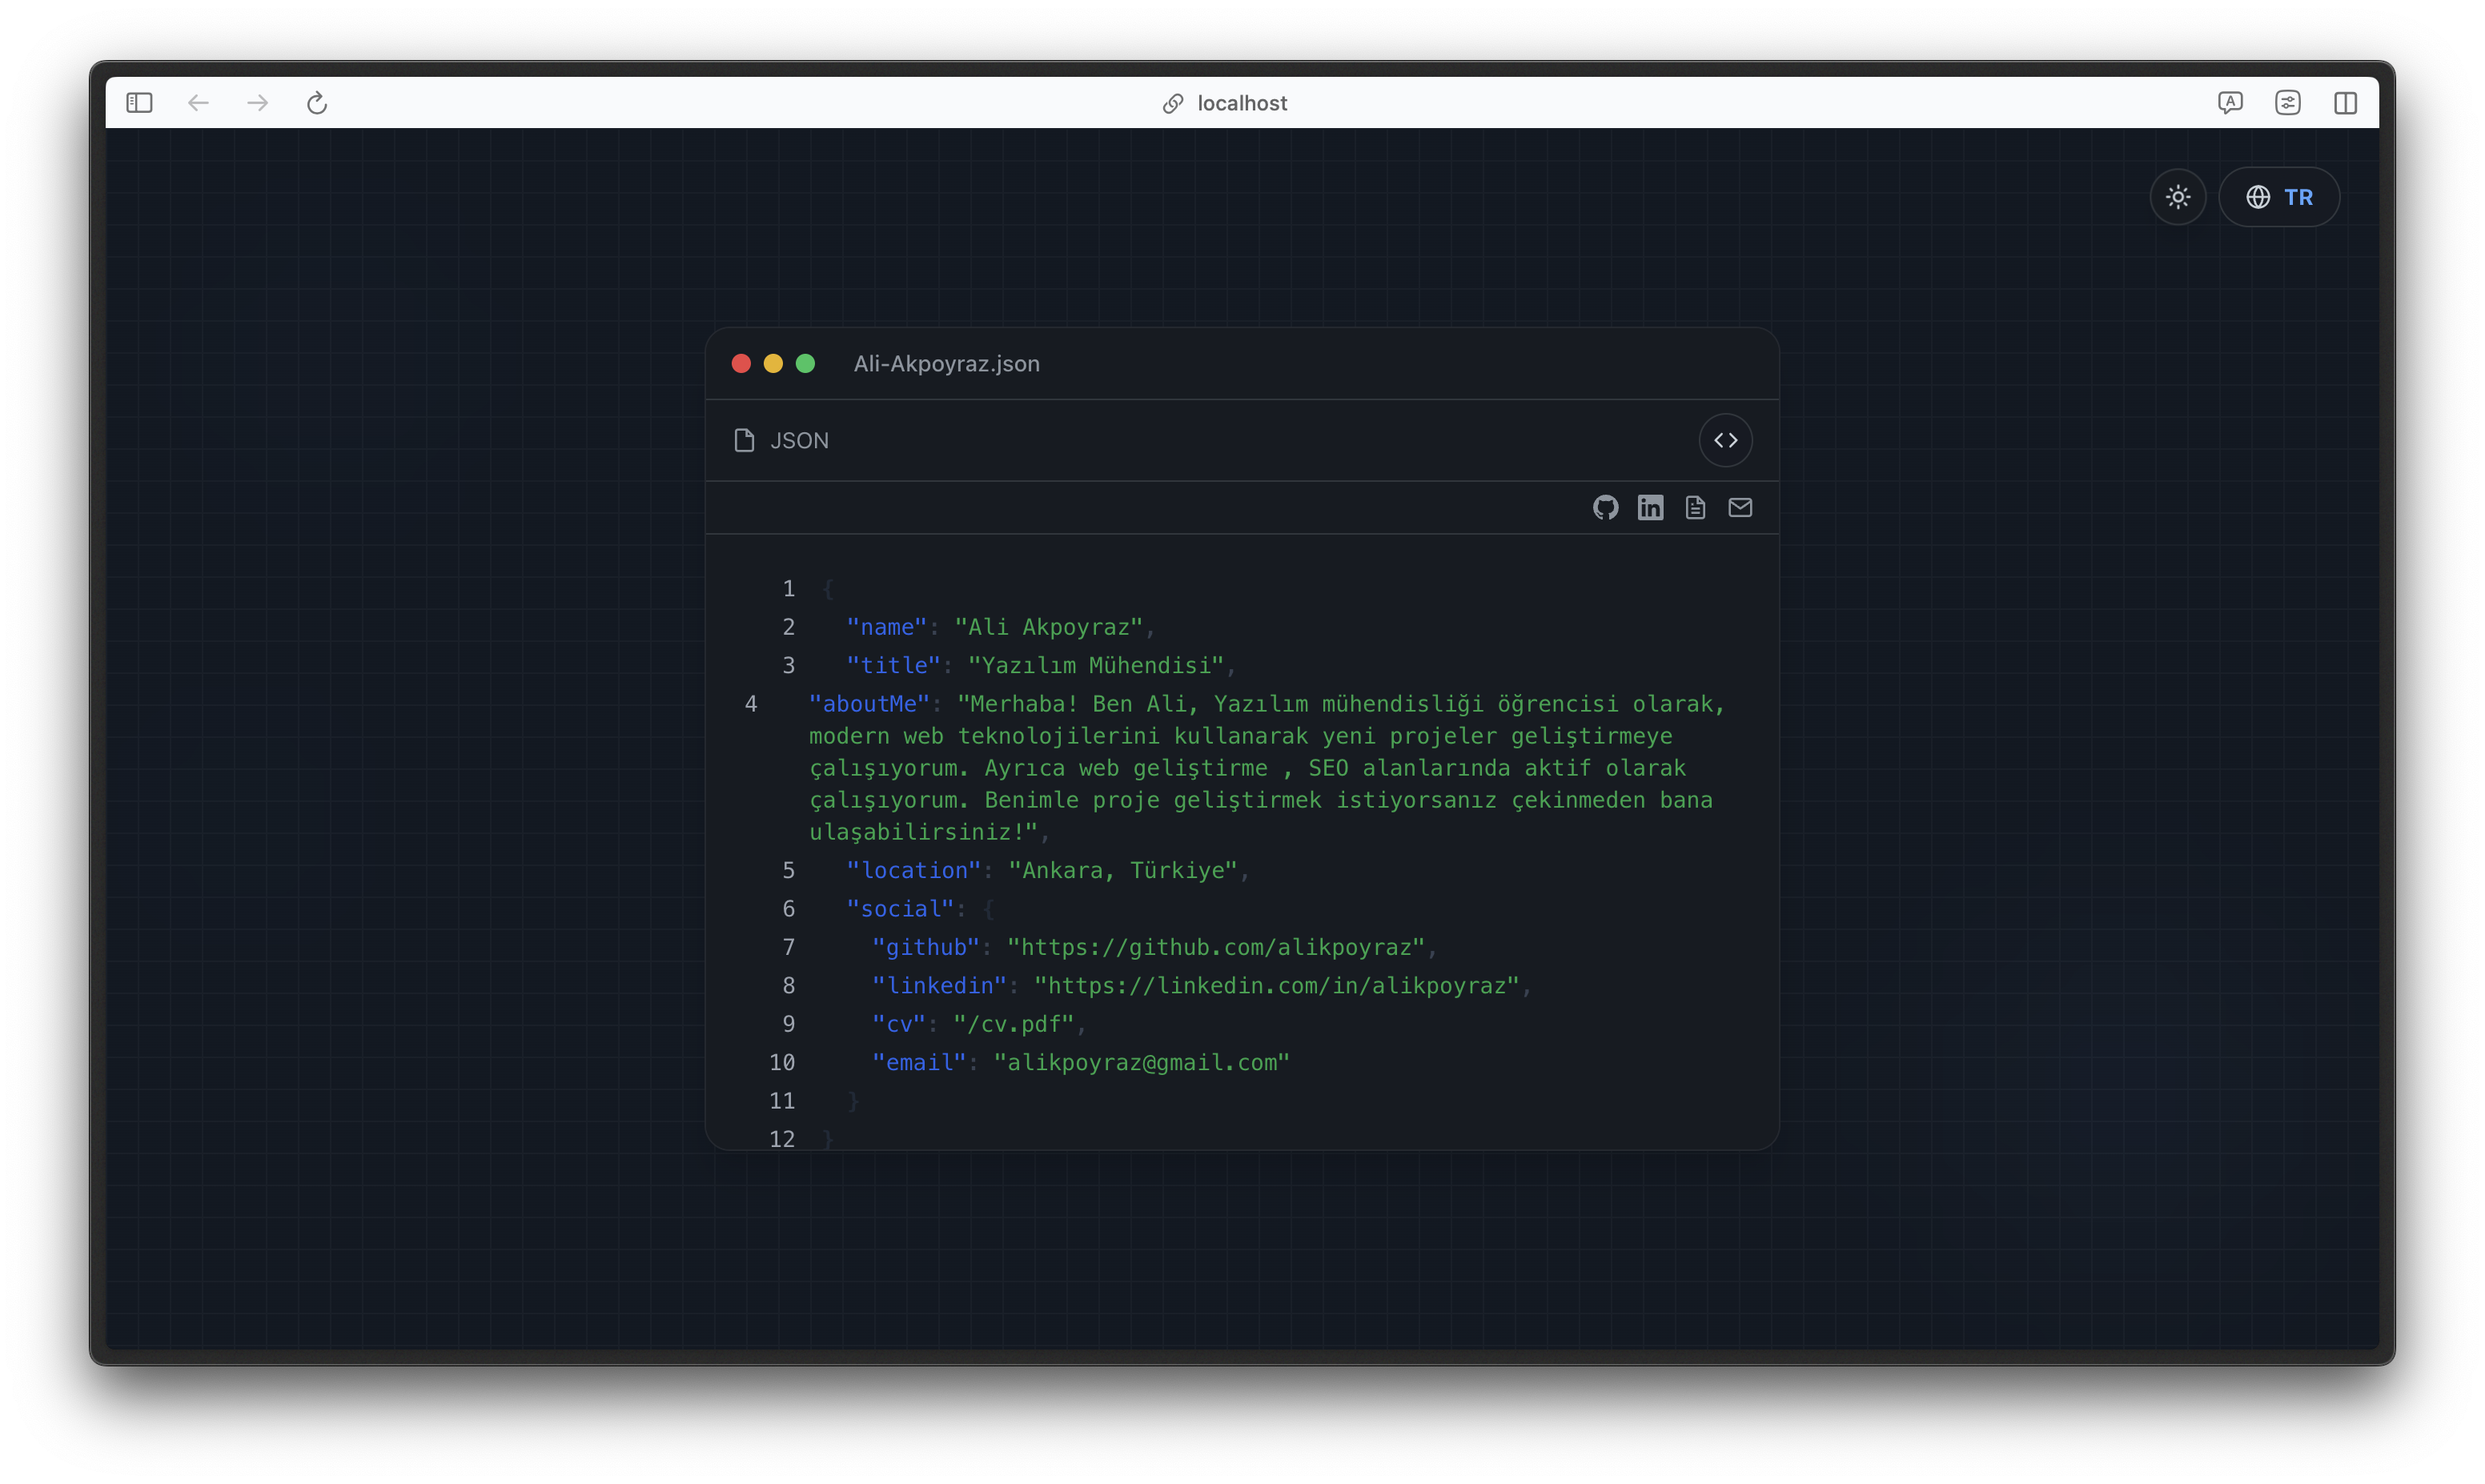 localhost
TR
Ali-Akpoyraz.json
JSON
1 {
2 "name": "Ali Akpoyraz",
3 "title": "Yazılım Mühendisi",
4 "aboutMe": "Merhaba! Ben Ali, Yazılım mühendisliği öğrencisi olarak,
modern web teknolojilerini kullanarak yeni projeler geliştirmeye
çalışıyorum. Ayrıca web geliştirme , SEO alanlarında aktif olarak
çalışıyorum. Benimle proje geliştirmek istiyorsanız çekinmeden bana
ulaşabilirsiniz!",
5 "location": "Ankara, Türkiye",
6 "social": {
7 "github": "https://github.com/alikpoyraz",
8 "linkedin": "https://linkedin.com/in/alikpoyraz",
9 "cv": "/cv.pdf",
10 "email": "alikpoyraz@gmail.com"
11 }
12 }